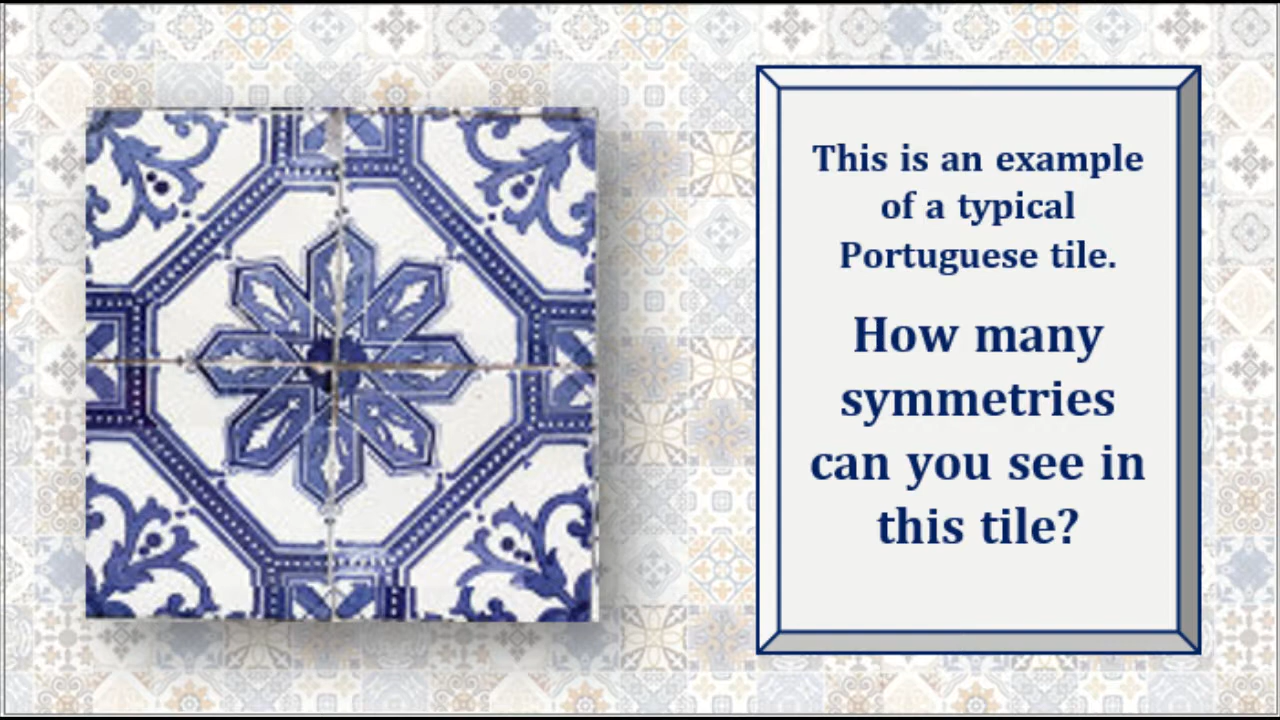 This is an example
of a typical
Portuguese tile.
How many
symmetries
can you see in
this tile?